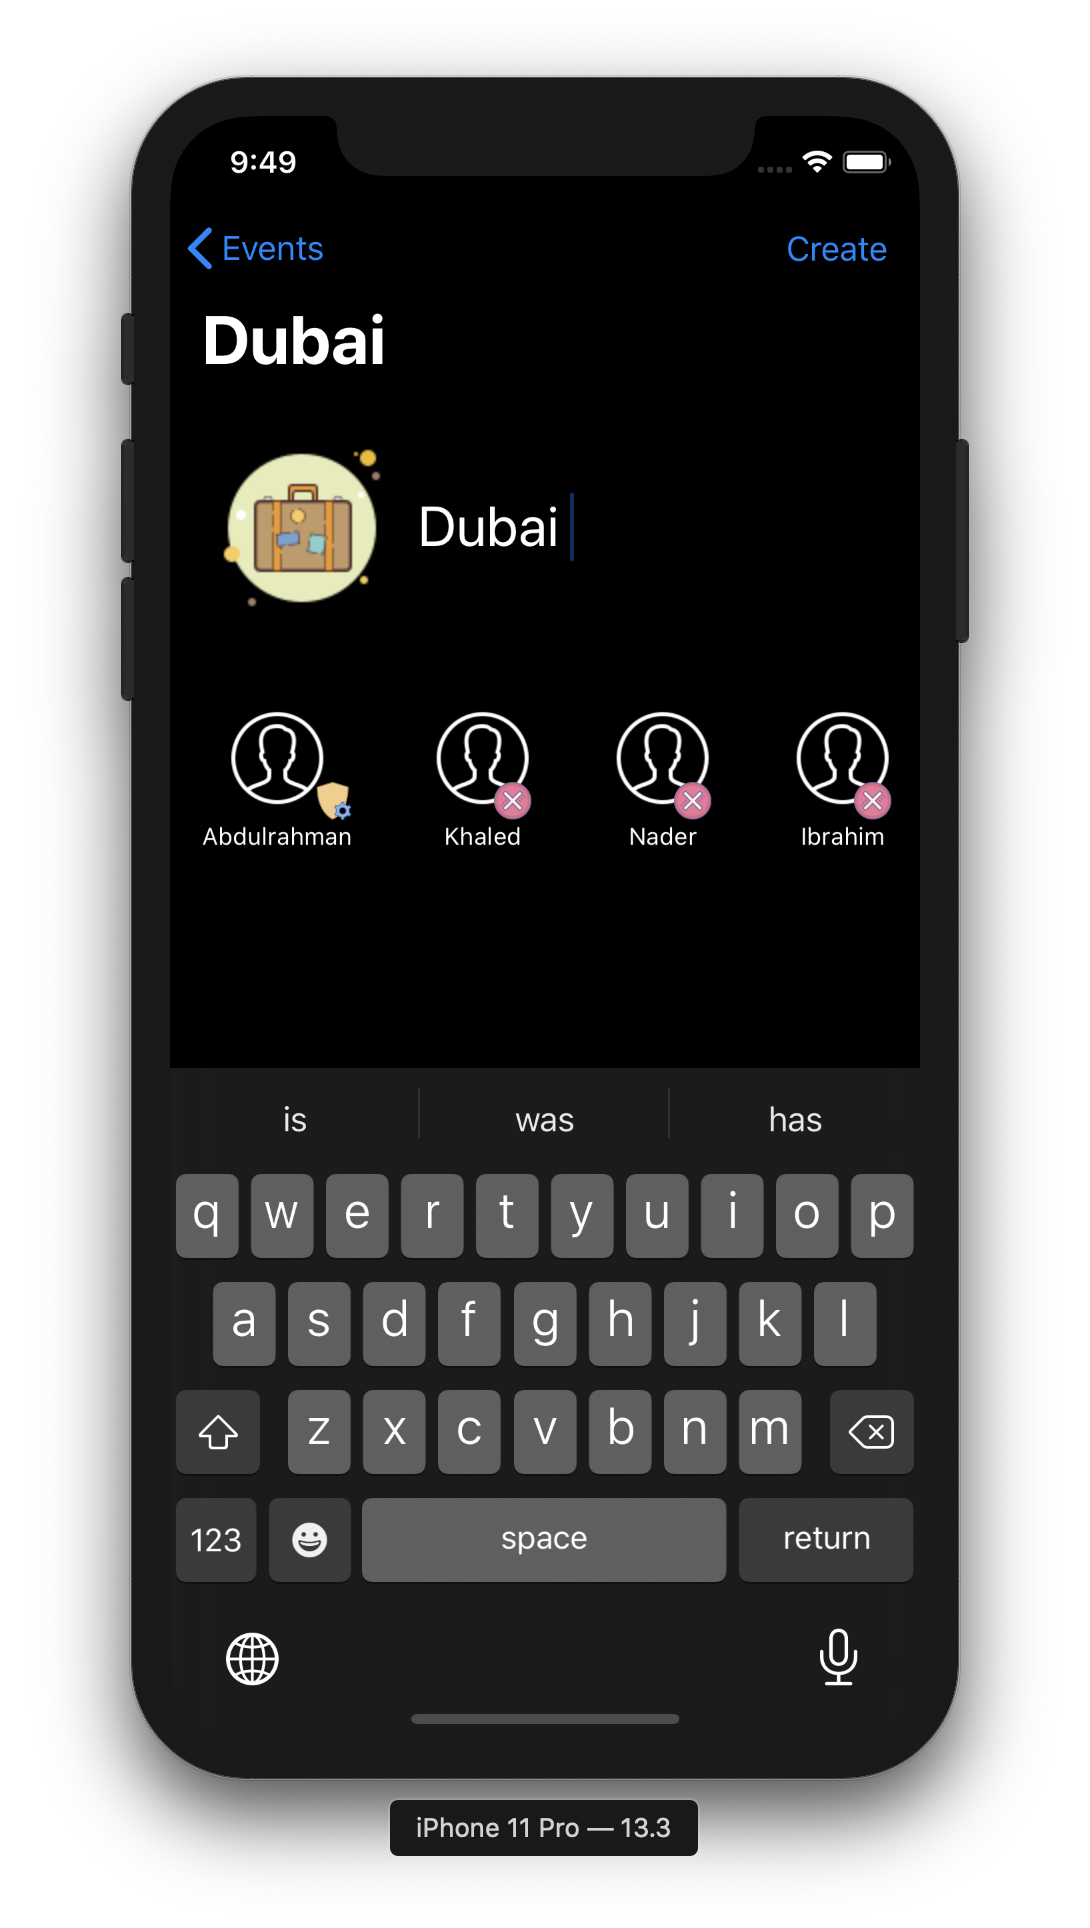 9:49
Events Create
Dubai
Dubai
Abdulrahman Khaled Nader Ibrahim
is was has
q w e r t y u i o p
a s d f g h j k l
z x c v b n m
123 space return
iPhone 11 Pro — 13.3